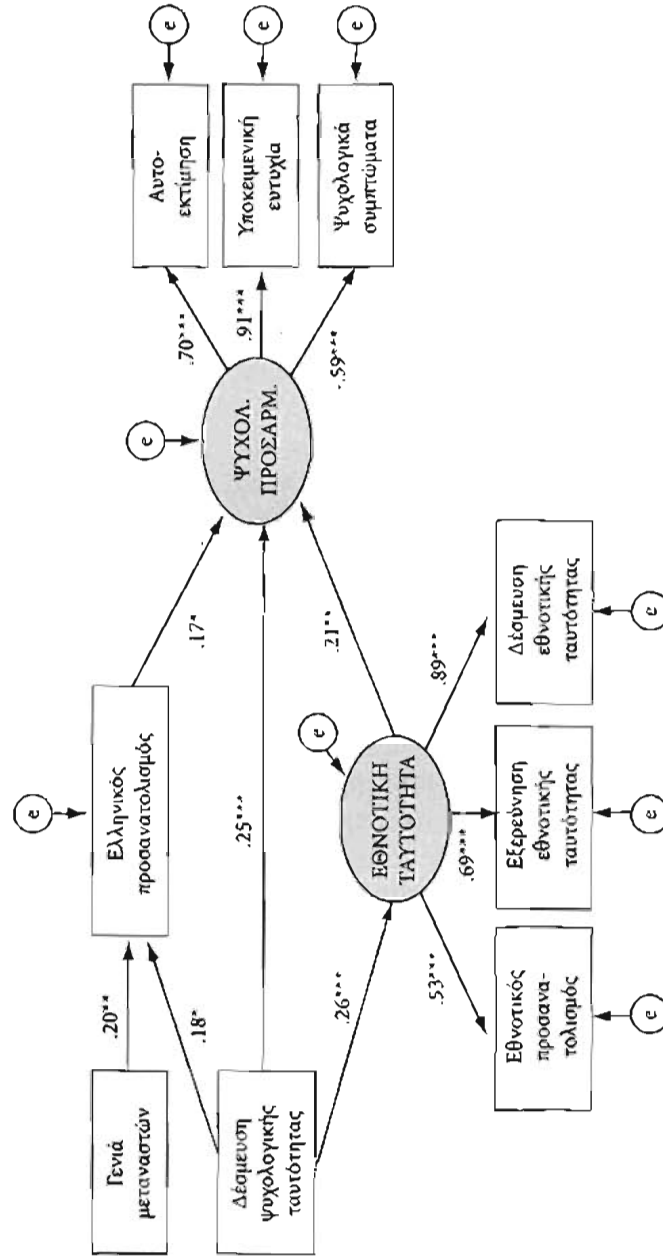 Γενιά
μεταναστών
.20**
.18*
Δέσμευση
ψυχολογικής
ταυτότητας
Ελληνικός
προσανατολισμός
e
.17*
.25***
.26***
ΕΘΝΟΤΙΚΗ
ΤΑΥΤΟΤΗΤΑ
e
.21**
.53***
.69***
.89***
Εθνοτικός
προσανα-
τολισμός
e
Εξερεύνηση
εθνοτικής
ταυτότητας
e
Δέσμευση
εθνοτικής
ταυτότητας
e
ΨΥΧΟΛ.
ΠΡΟΣΑΡΜ.
e
.70***
.91***
-.59***
Αυτο-
εκτίμηση
e
Υποκειμενική
ευτυχία
e
Ψυχολογικά
συμπτώματα
e